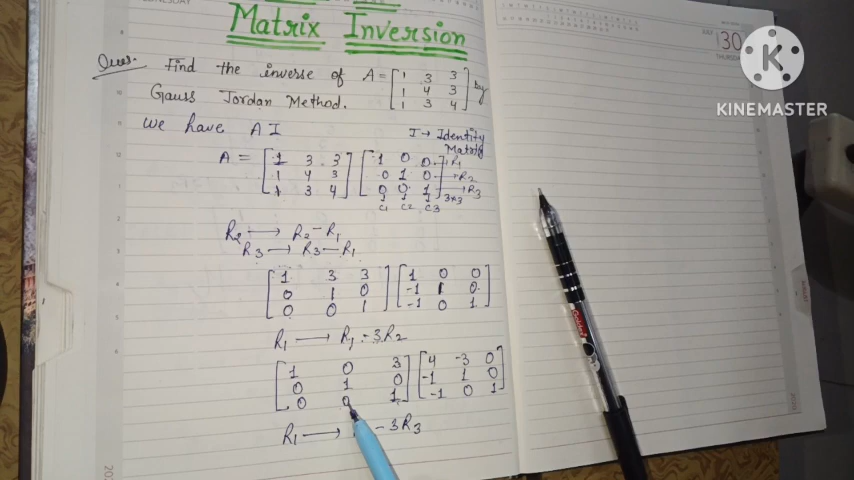 Matrix Inversion
Ques. Find the inverse of A = [1 3 3
1 4 3
1 3 4] by
Gauss Jordan Method.
We have A I
I → Identity Matrix
A = [1 3 3
1 4 3
1 3 4] [1 0 0
0 1 0
0 0 1] 3×3
→R1
→R2
→R3
C1 C2 C3
R2 → R2 - R1
R3 → R3 - R1
[1 3 3
0 1 0
0 0 1] [1 0 0
-1 1 0
-1 0 1]
R1 → R1 - 3R2
[1 0 3
0 1 0
0 0 1] [4 -3 0
-1 1 0
-1 0 1]
R1 → - 3R3
JULY 30
THURSDAY
KINEMASTER